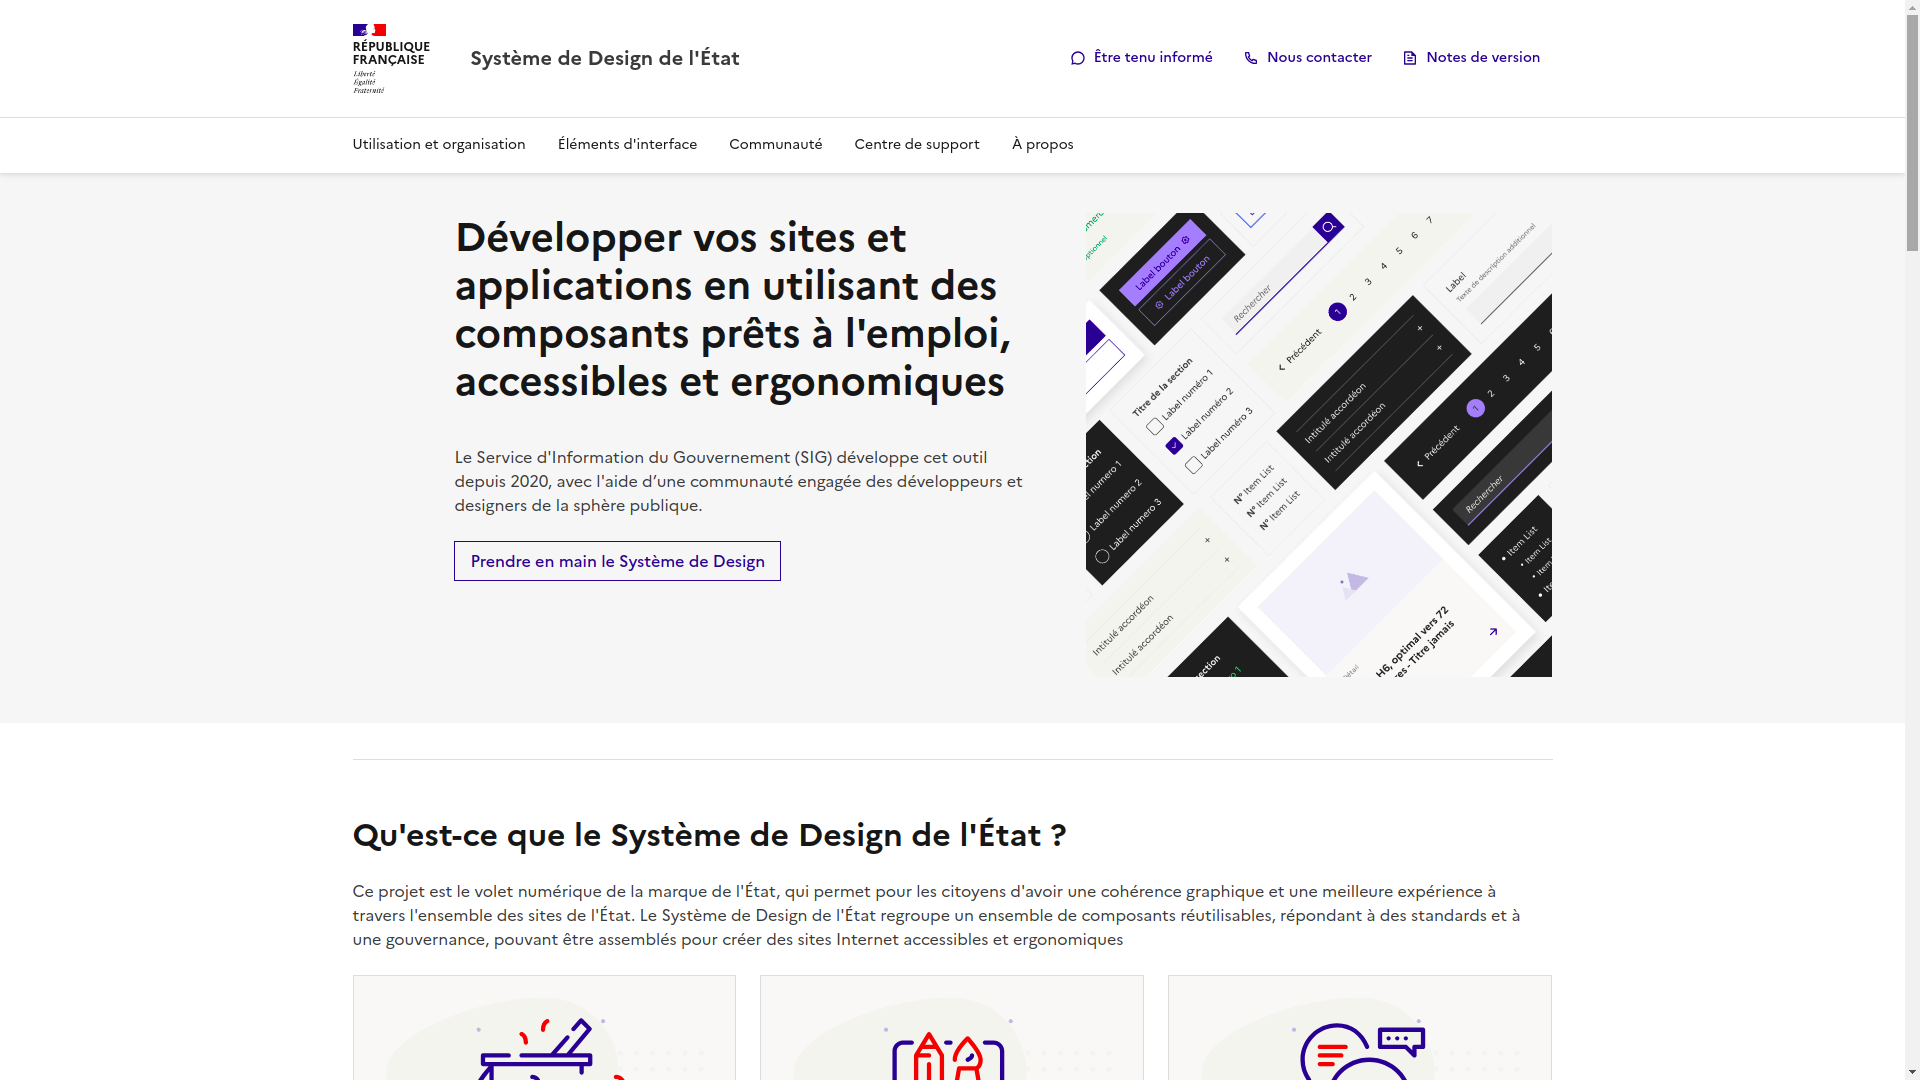 RÉPUBLIQUE
FRANÇAISE
Liberté
Égalité
Fraternité
Système de Design de l'État
Être tenu informé
Nous contacter
Notes de version
Utilisation et organisation
Éléments d'interface
Communauté
Centre de support
À propos
Développer vos sites et
applications en utilisant des
composants prêts à l'emploi,
accessibles et ergonomiques
Le Service d'Information du Gouvernement (SIG) développe cet outil
depuis 2020, avec l'aide d’une communauté engagée des développeurs et
designers de la sphère publique.
Prendre en main le Système de Design
Label bouton
Label bouton
Rechercher
Précédent 1 2 3 4 5 6 7
Label
Texte de description additionnel
Titre de la section
Label numéro 1
Label numéro 2
Label numéro 3
Intitulé accordéon
Intitulé accordéon
Précédent 1 2 3 4 5
Rechercher
Label numero 2
Label numero 3
N° Item List
N° Item List
N° Item List
Item List
Item List
Intitulé accordéon
Intitulé accordéon
H6, optimal vers 72
Titre jamais
Qu'est-ce que le Système de Design de l'État ?
Ce projet est le volet numérique de la marque de l'État, qui permet pour les citoyens d'avoir une cohérence graphique et une meilleure expérience à
travers l'ensemble des sites de l'État. Le Système de Design de l'État regroupe un ensemble de composants réutilisables, répondant à des standards et à
une gouvernance, pouvant être assemblés pour créer des sites Internet accessibles et ergonomiques